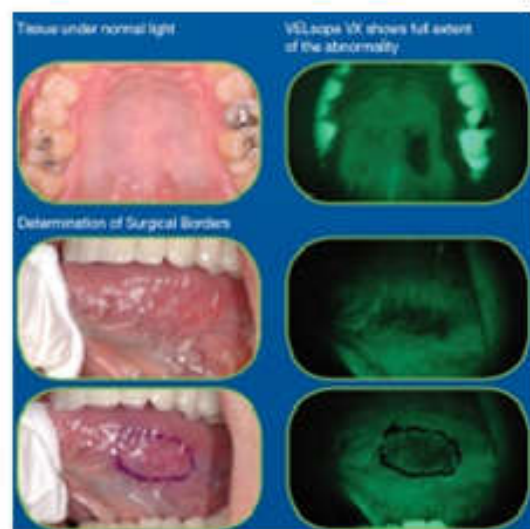 Tissue under normal light
VELscope VX shows full extent
of the abnormality
Determination of Surgical Borders